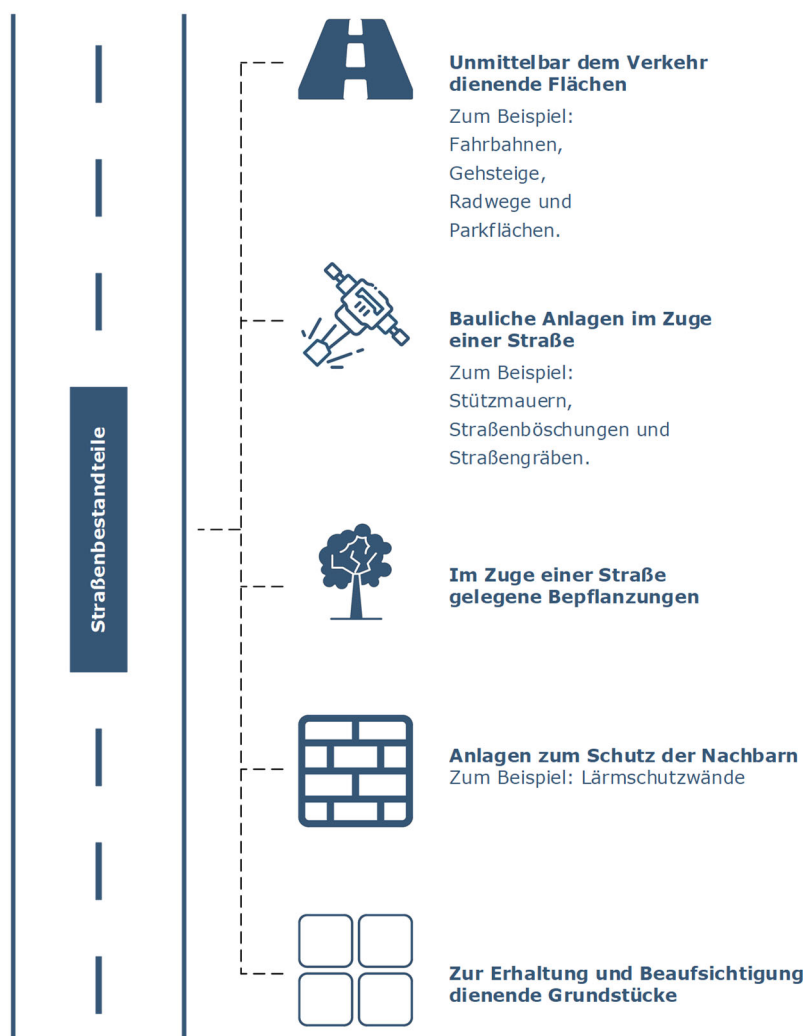 Straßenbestandteile
Unmittelbar dem Verkehr
dienende Flächen
Zum Beispiel:
Fahrbahnen,
Gehsteige,
Radwege und
Parkflächen.
Bauliche Anlagen im Zuge
einer Straße
Zum Beispiel:
Stützmauern,
Straßenböschungen und
Straßengräben.
Im Zuge einer Straße
gelegene Bepflanzungen
Anlagen zum Schutz der Nachbarn
Zum Beispiel: Lärmschutzwände
Zur Erhaltung und Beaufsichtigung
dienende Grundstücke